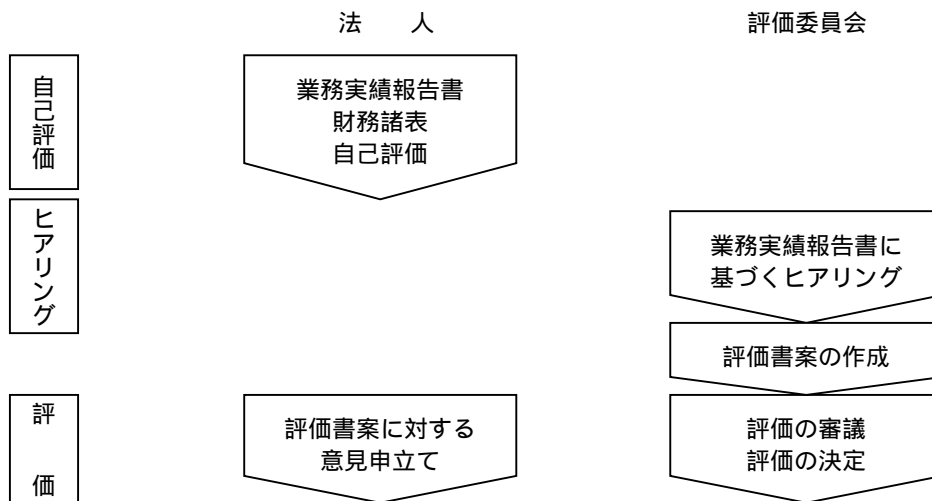 法　　人
評価委員会
自己評価
業務実績報告書
財務諸表
自己評価
ヒアリング
業務実績報告書に
基づくヒアリング
評価書案の作成
評　価
評価書案に対する
意見申立て
評価の審議
評価の決定